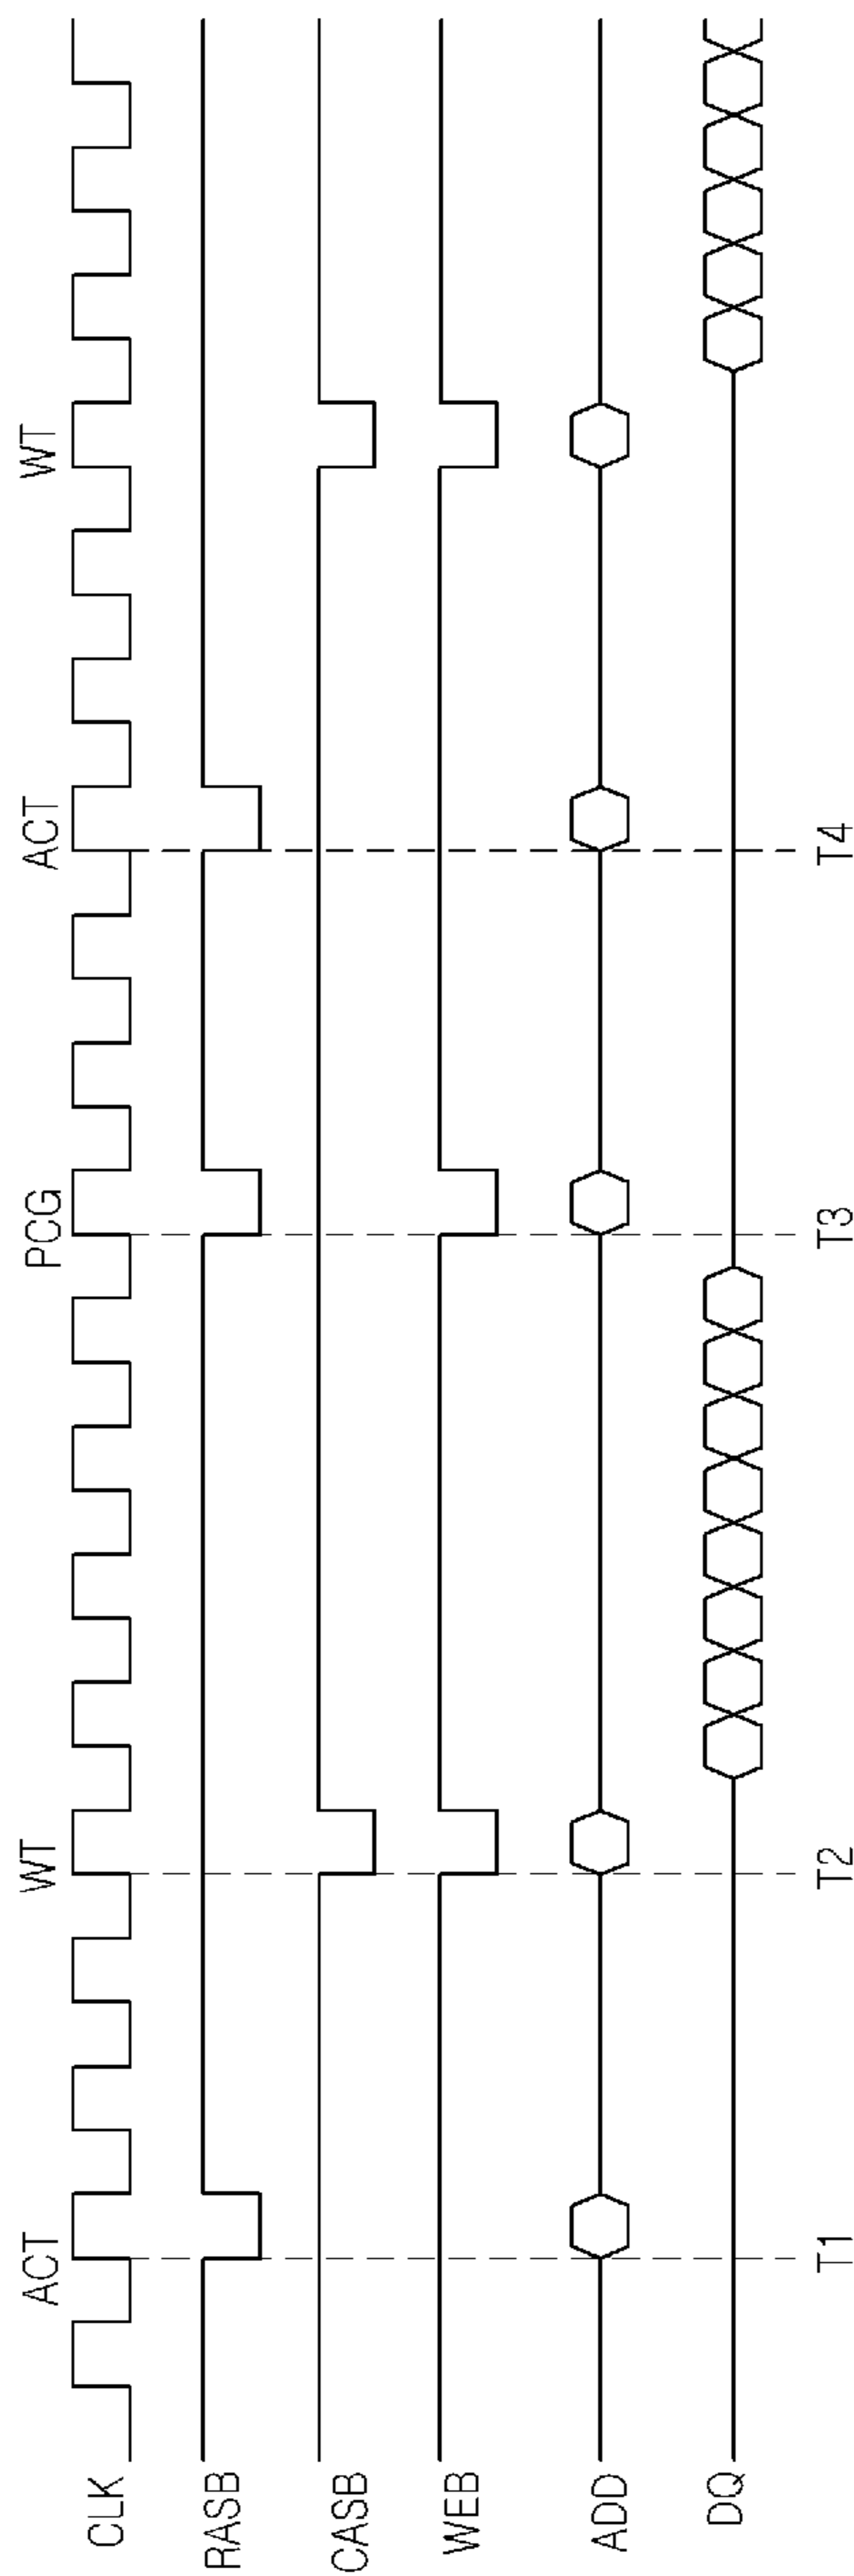 ACT WT PCG ACT WT
CLK
RASB
CASB
WEB
ADD
DQ
T1 T2 T3 T4